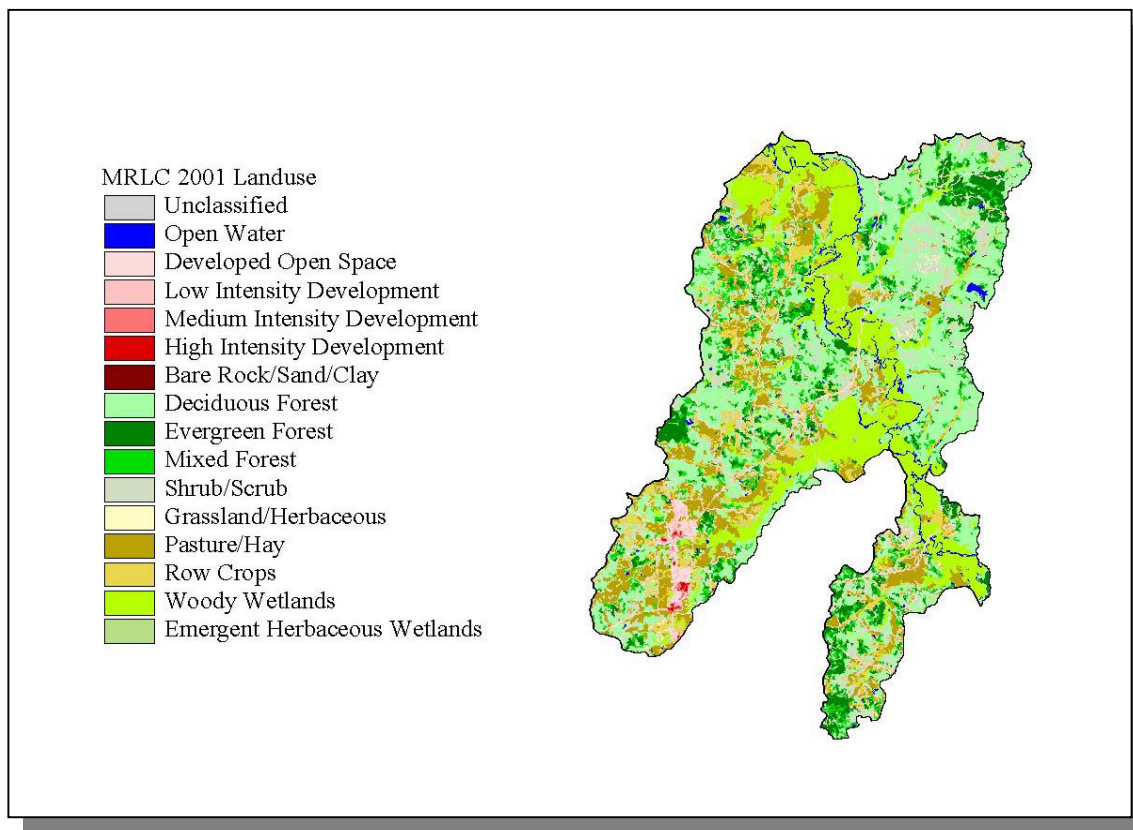 MRLC 2001 Landuse
Unclassified
Open Water
Developed Open Space
Low Intensity Development
Medium Intensity Development
High Intensity Development
Bare Rock/Sand/Clay
Deciduous Forest
Evergreen Forest
Mixed Forest
Shrub/Scrub
Grassland/Herbaceous
Pasture/Hay
Row Crops
Woody Wetlands
Emergent Herbaceous Wetlands